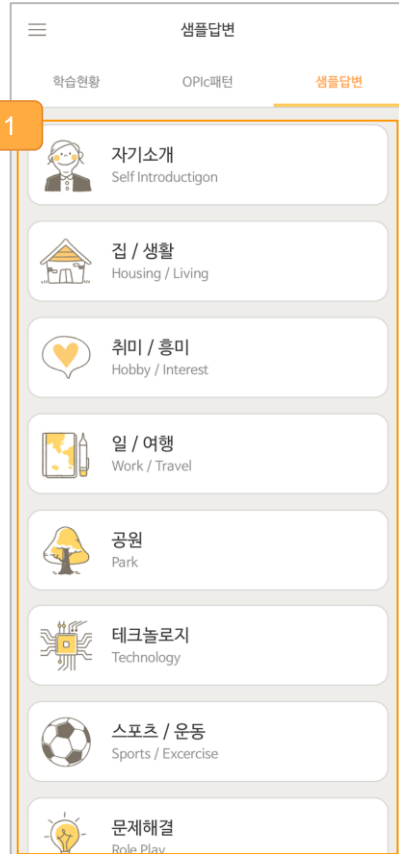 샘플답변
학습현황 OPIc패턴 샘플답변
1
자기소개
Self Introductigon
집 / 생활
Housing / Living
취미 / 흥미
Hobby / Interest
일 / 여행
Work / Travel
공원
Park
테크놀로지
Technology
스포츠 / 운동
Sports / Excercise
문제해결
Role Play